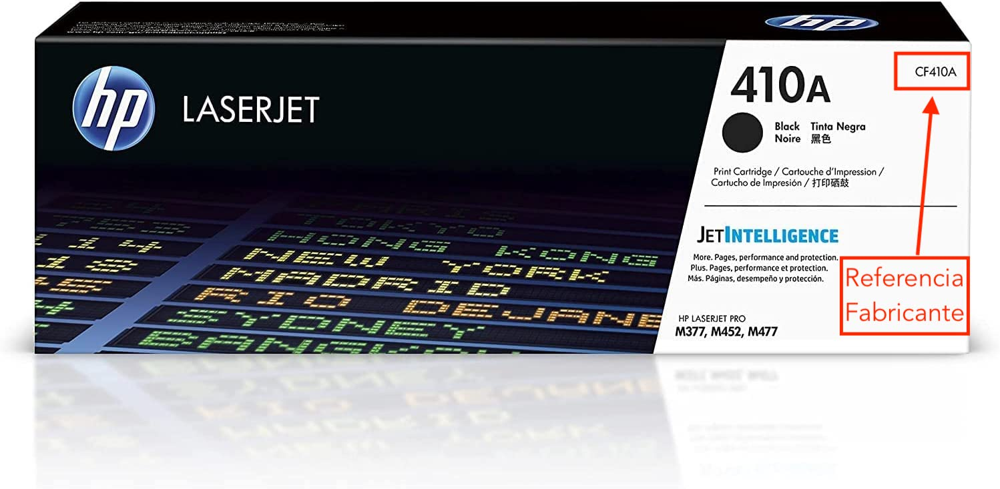 hp
hp
LASERJET
410A
CF410A
Black Tinta Negra
Noire 黑色
Print Cartridge / Cartouche d'Impression /
Cartucho de Impresión / 打印硒鼓
JETINTELLIGENCE
More. Pages, performance and protection.
Plus. Pages, performance et protection.
Más. Páginas, desempeño y protección.
Referencia
Fabricante
HP LASERJET PRO
M377, M452, M477
PARIS
TOKYO
HONG KONG
NEW YORK
MADRID
RIO DEJANE
SYDNEY
BANGKOK